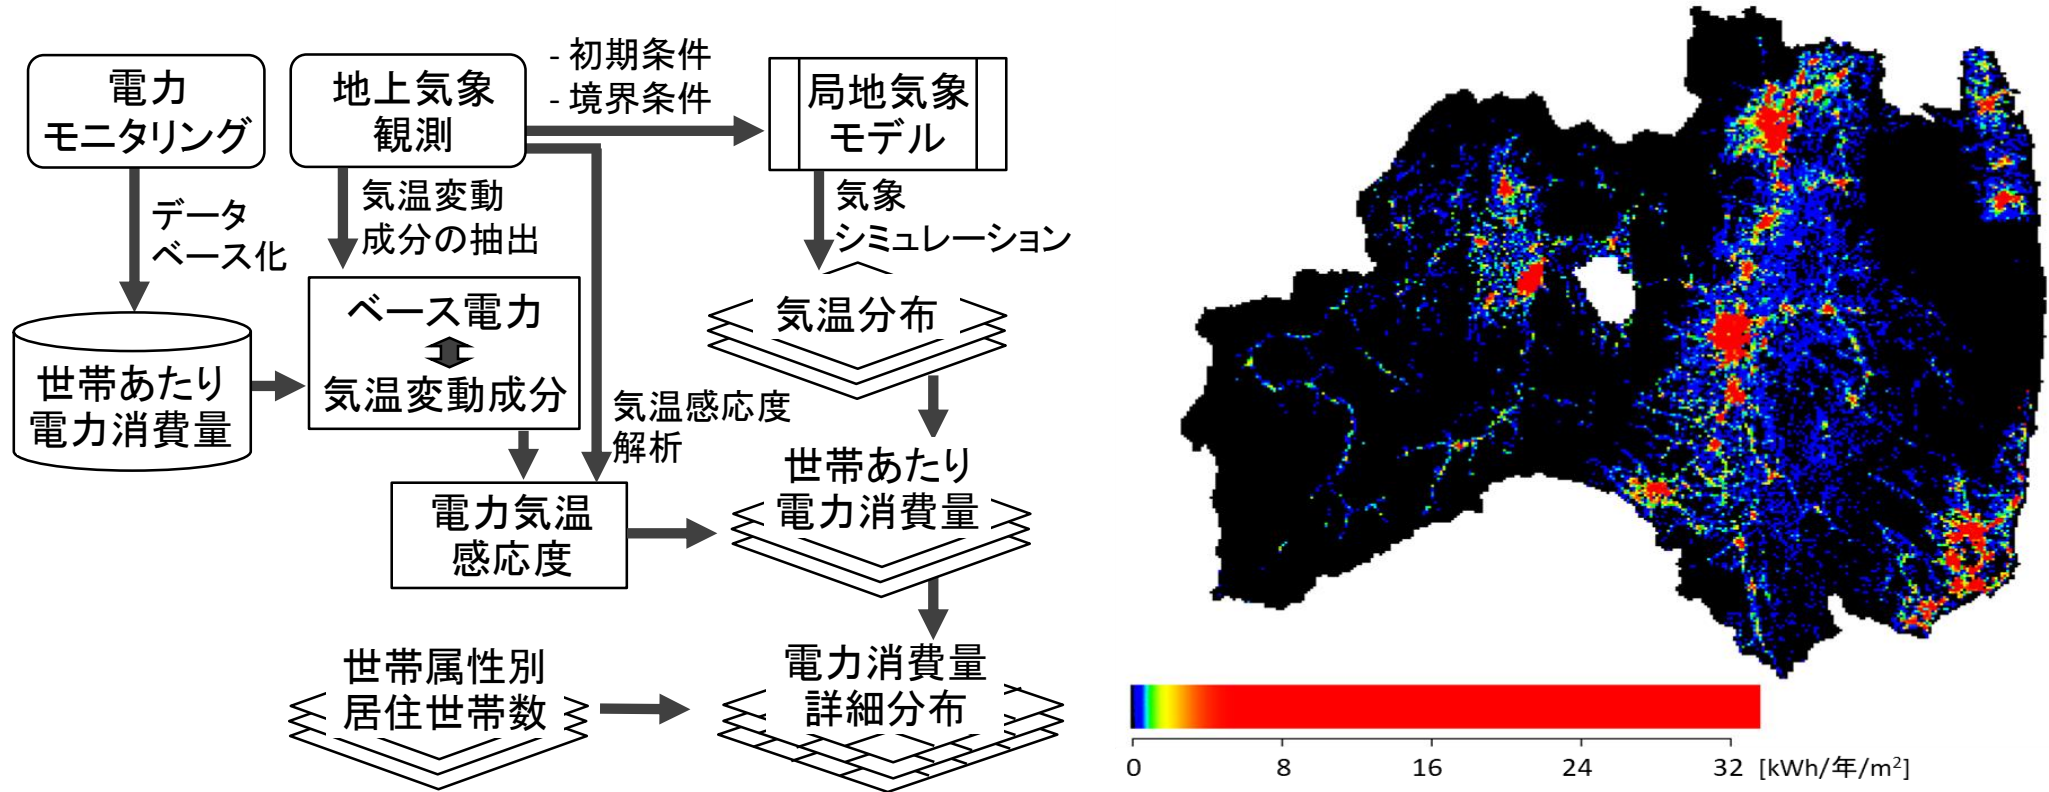 電力
モニタリング
地上気象
観測
- 初期条件
- 境界条件
局地気象
モデル
データ
ベース化
気温変動
成分の抽出
気象
シミュレーション
ベース電力
気温変動成分
気温分布
世帯あたり
電力消費量
気温感応度
解析
世帯あたり
電力消費量
電力気温
感応度
世帯属性別
居住世帯数
電力消費量
詳細分布
0 8 16 24 32 [kWh/年/m²]